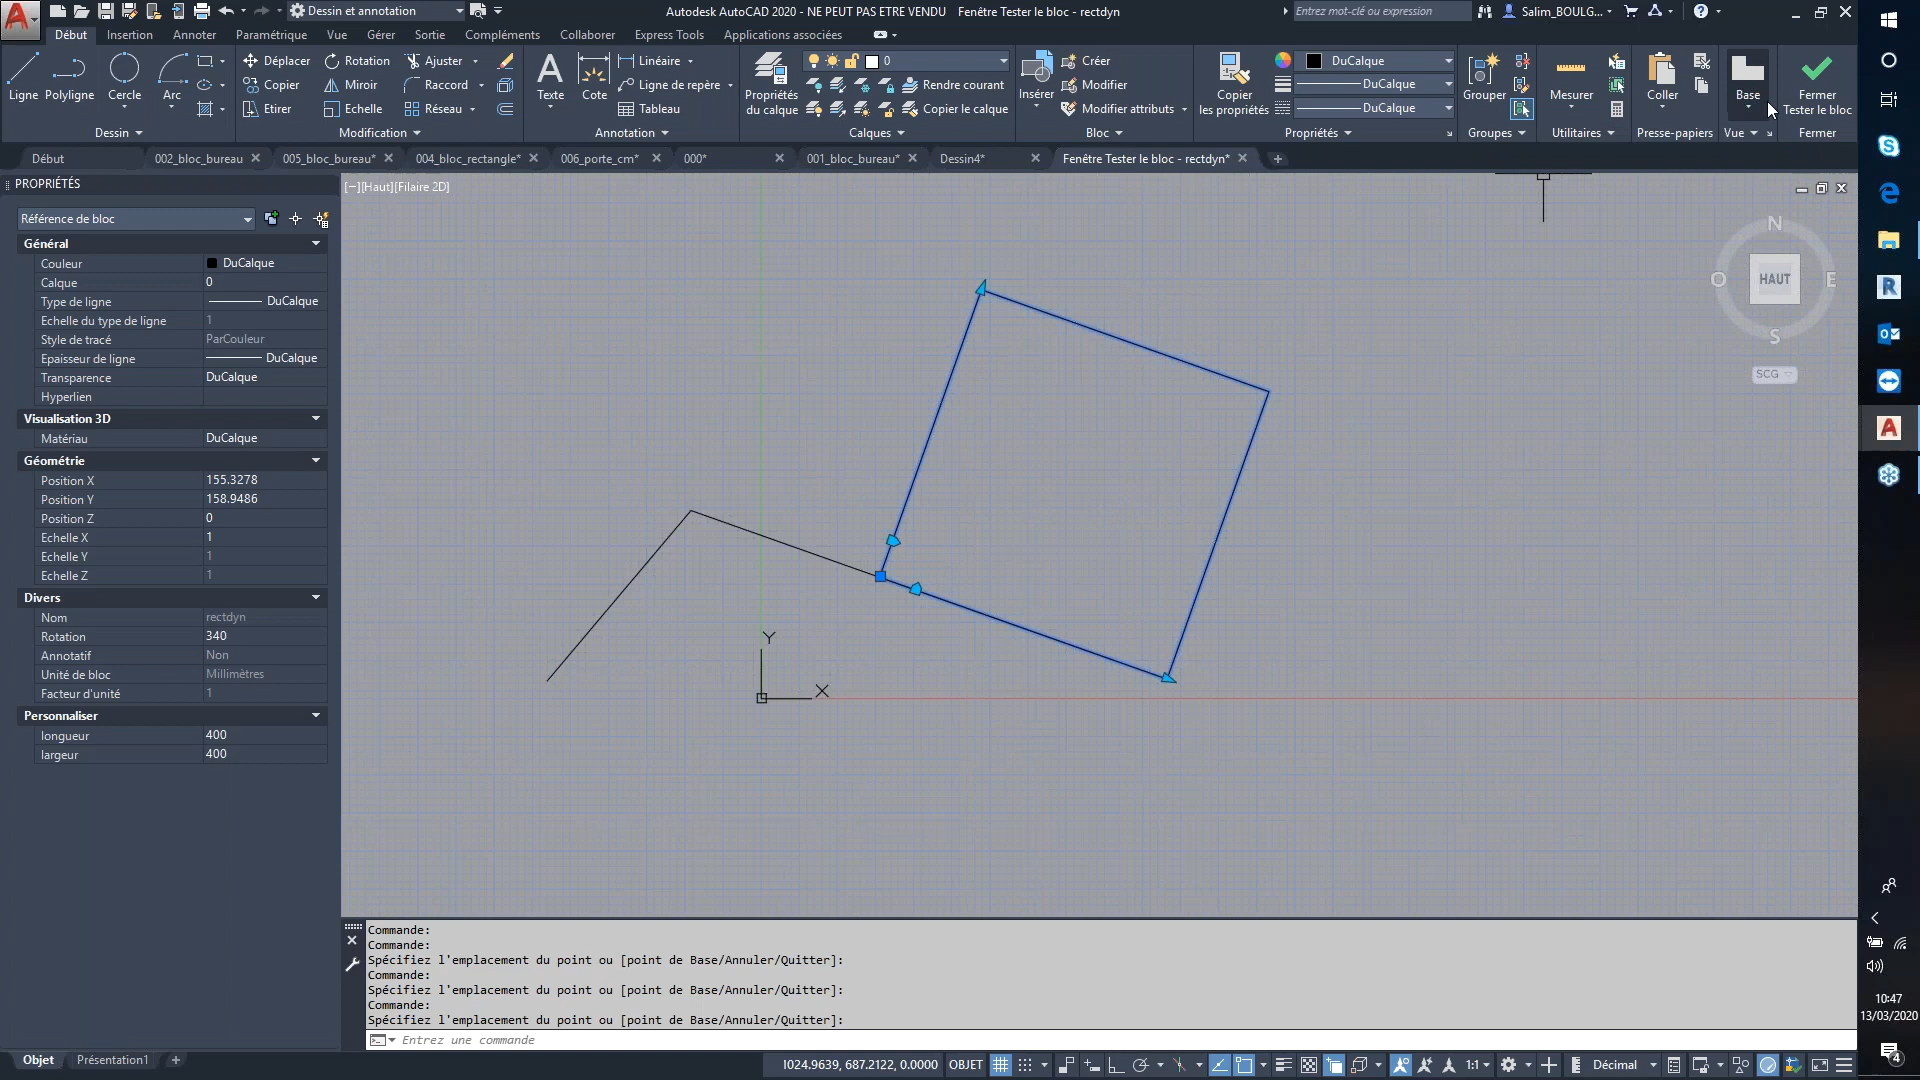 Dessin et annotation
Autodesk AutoCAD 2020 - NE PEUT PAS ETRE VENDU Fenêtre Tester le bloc - rectdyn
Entrez mot-clé ou expression
Salim_BOULG...
Début Insertion Annoter Paramétrique Vue Gérer Sortie Compléments Collaborer Express Tools Applications associées
Ligne Polyligne Cercle Arc
Dessin
Déplacer Rotation Ajuster
Copier Miroir Raccord
Etirer Echelle Réseau
Modification
Texte Cote
Linéaire
Ligne de repère
Tableau
Annotation
Propriétés
du calque
0
Rendre courant
Copier le calque
Calques
Insérer
Créer
Modifier
Modifier attributs
Bloc
Copier
les propriétés
DuCalque
DuCalque
DuCalque
Propriétés
Grouper
Groupes
Mesurer
Utilitaires
Coller
Presse-papiers
Base
Vue
Fermer
Tester le bloc
Fermer
Début 002_bloc_bureau 005_bloc_bureau* 004_bloc_rectangle* 006_porte_cm* 000* 001_bloc_bureau* Dessin4* Fenêtre Tester le bloc - rectdyn*
PROPRIÉTÉS
Référence de bloc
Général
Couleur DuCalque
Calque 0
Type de ligne DuCalque
Echelle du type de ligne 1
Style de tracé ParCouleur
Epaisseur de ligne DuCalque
Transparence DuCalque
Hyperlien
Visualisation 3D
Matériau DuCalque
Géométrie
Position X 155.3278
Position Y 158.9486
Position Z 0
Echelle X 1
Echelle Y 1
Echelle Z 1
Divers
Nom rectdyn
Rotation 340
Annotatif Non
Unité de bloc Millimètres
Facteur d'unité 1
Personnaliser
longueur 400
largeur 400
[−][Haut][Filaire 2D]
N
O HAUT E
S
SCG
Y
X
Commande:
Commande:
Spécifiez l'emplacement du point ou [point de Base/Annuler/Quitter]:
Commande:
Spécifiez l'emplacement du point ou [point de Base/Annuler/Quitter]:
Commande:
Spécifiez l'emplacement du point ou [point de Base/Annuler/Quitter]:
Entrez une commande
Objet Présentation1 +
1024.9639, 687.2122, 0.0000 OBJET
1:1
Décimal
10:47
13/03/2020
4